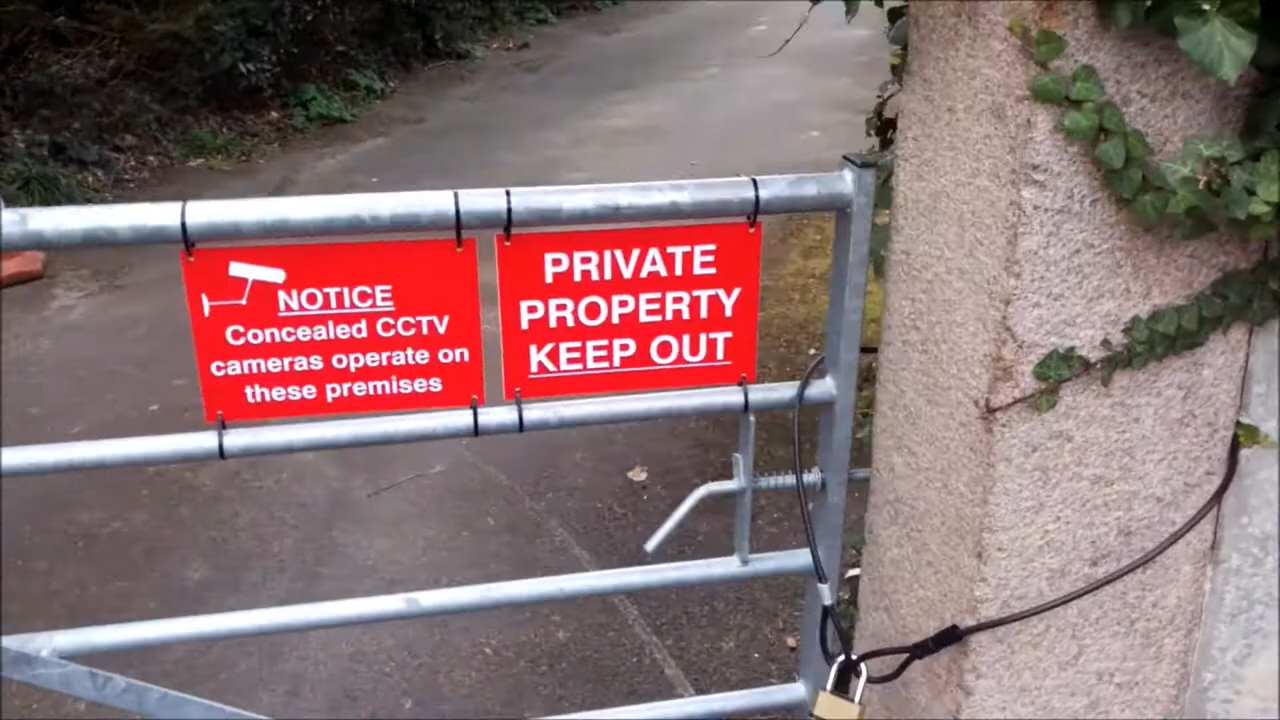 NOTICE
Concealed CCTV
cameras operate on
these premises
PRIVATE
PROPERTY
KEEP OUT